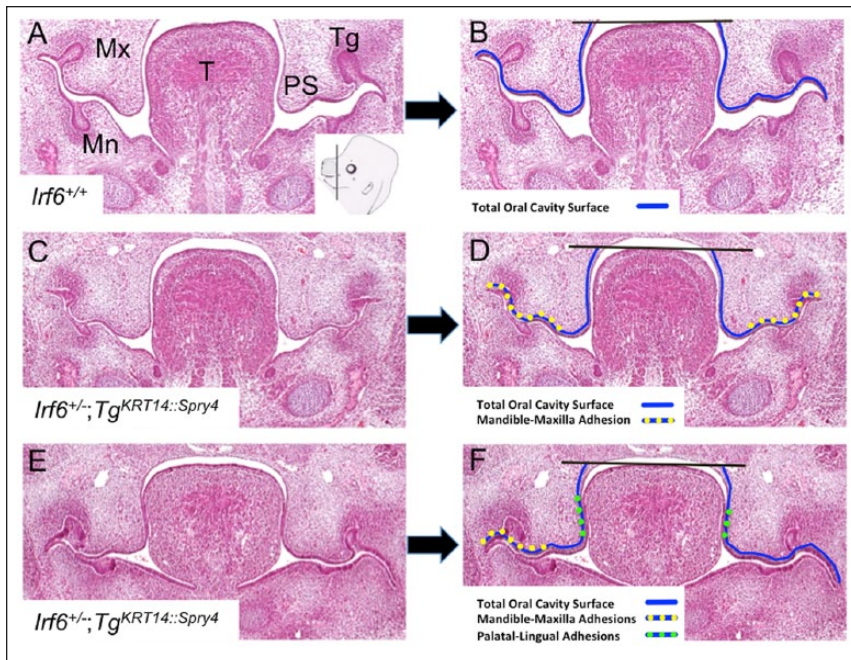 A
Mx
Tg
T
PS
Mn
Irf6+/+
B
Total Oral Cavity Surface
C
Irf6+/-;TgKRT14::Spry4
D
Total Oral Cavity Surface
Mandible-Maxilla Adhesion
E
Irf6+/-;TgKRT14::Spry4
F
Total Oral Cavity Surface
Mandible-Maxilla Adhesions
Palatal-Lingual Adhesions